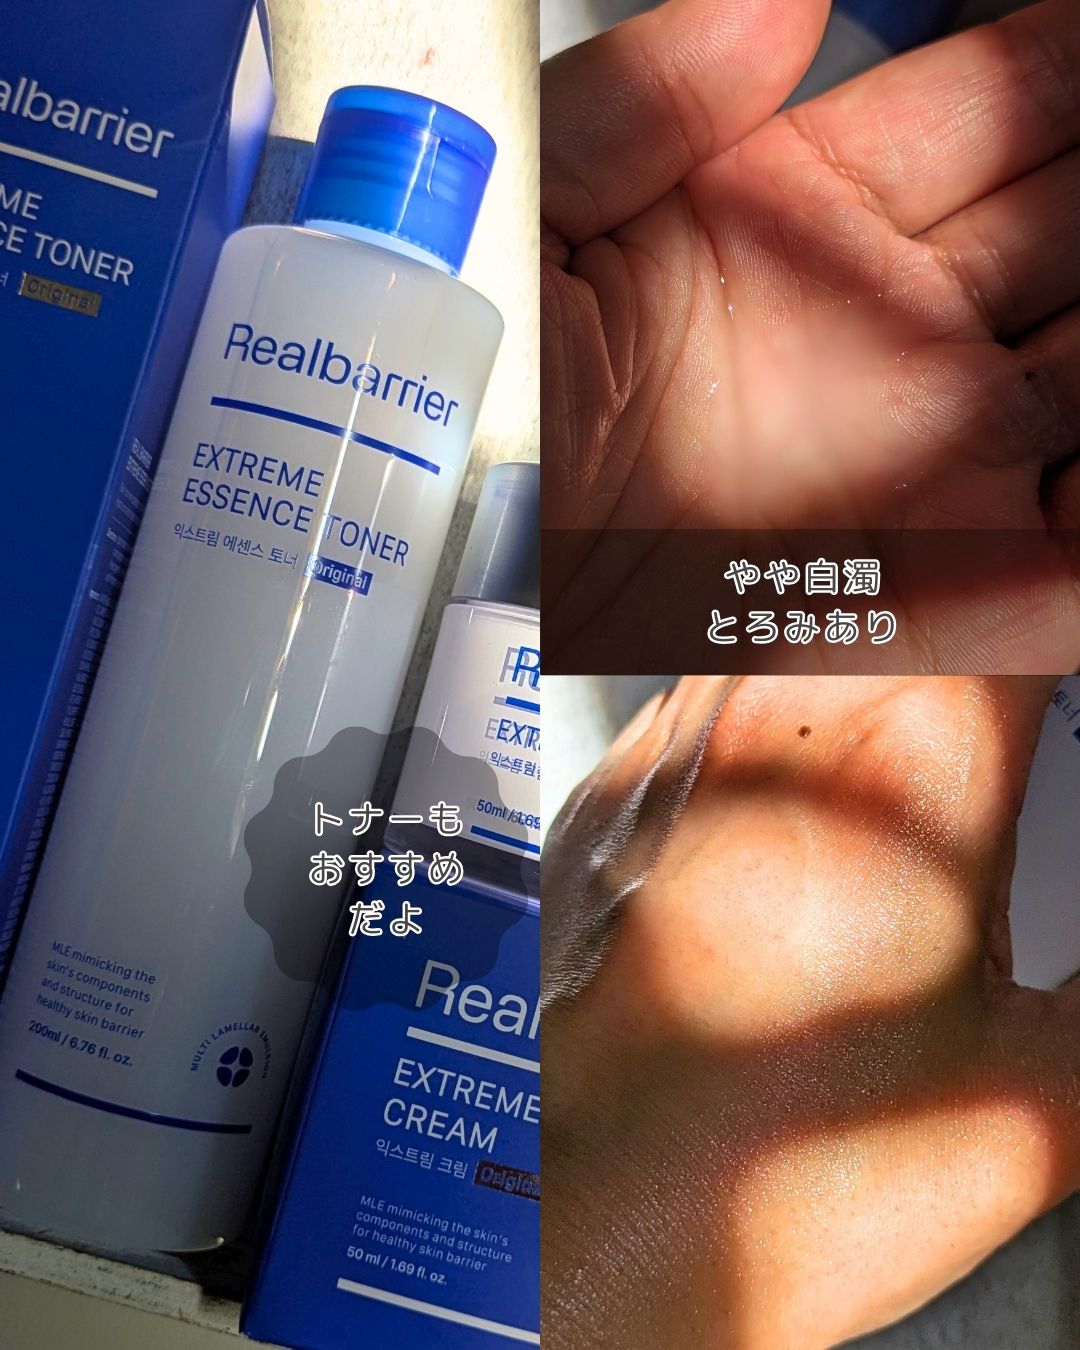 albarrier
ME
CE TONER
Original
Realbarrier
EXTREME
ESSENCE TONER
익스트림 에센스 토너 Original
MLE mimicking the
skin's components
and structure for
healthy skin barrier
200ml / 6.76 fl. oz.
MULTI LAMELLAR EMULSION
トナーも
おすすめ
だよ
50ml / 1.69
Real
EXTREME
CREAM
익스트림 크림 Original
MLE mimicking the skin's
components and structure
for healthy skin barrier
50 ml / 1.69 fl. oz.
やや白濁
とろみあり